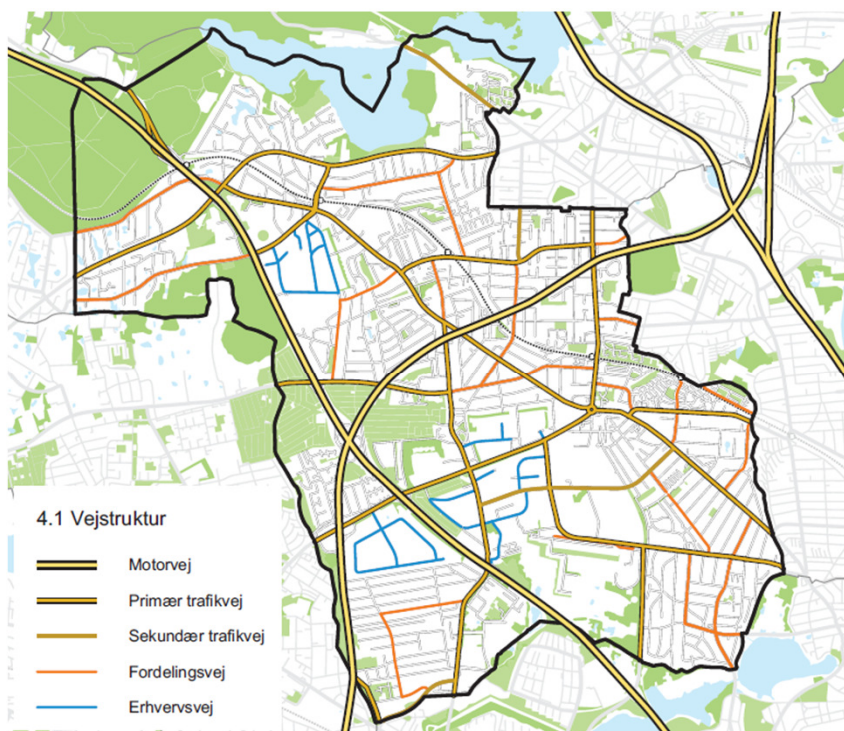 4.1 Vejstruktur
Motorvej
Primær trafikvej
Sekundær trafikvej
Fordelingsvej
Erhvervsvej